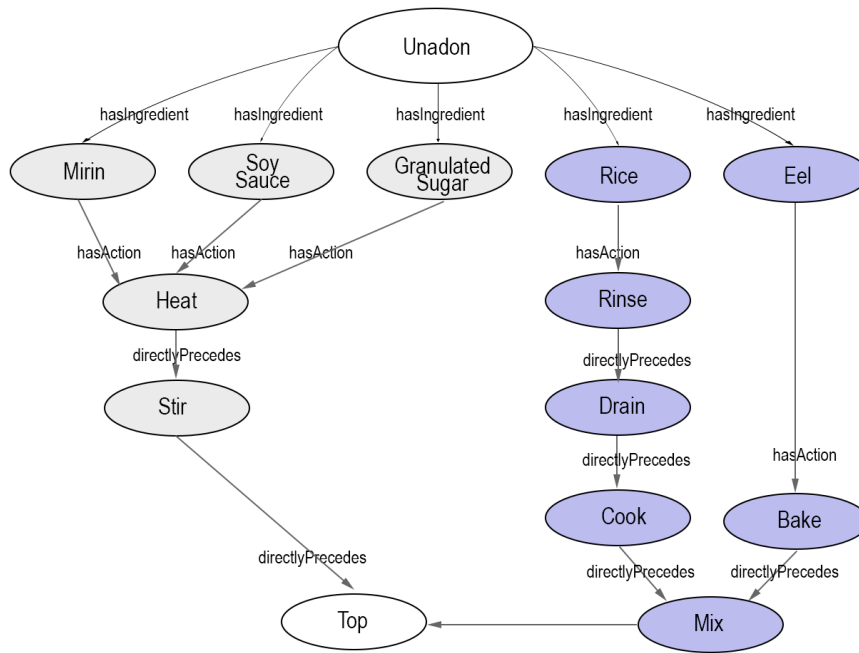 Unadon
hasIngredient
hasIngredient
hasIngredient
hasIngredient
hasIngredient
Mirin
Soy
Sauce
Granulated
Sugar
Rice
Eel
hasAction
hasAction
hasAction
hasAction
Heat
Rinse
directlyPrecedes
directlyPrecedes
Stir
Drain
directlyPrecedes
hasAction
Cook
Bake
directlyPrecedes
directlyPrecedes
directlyPrecedes
Top
Mix